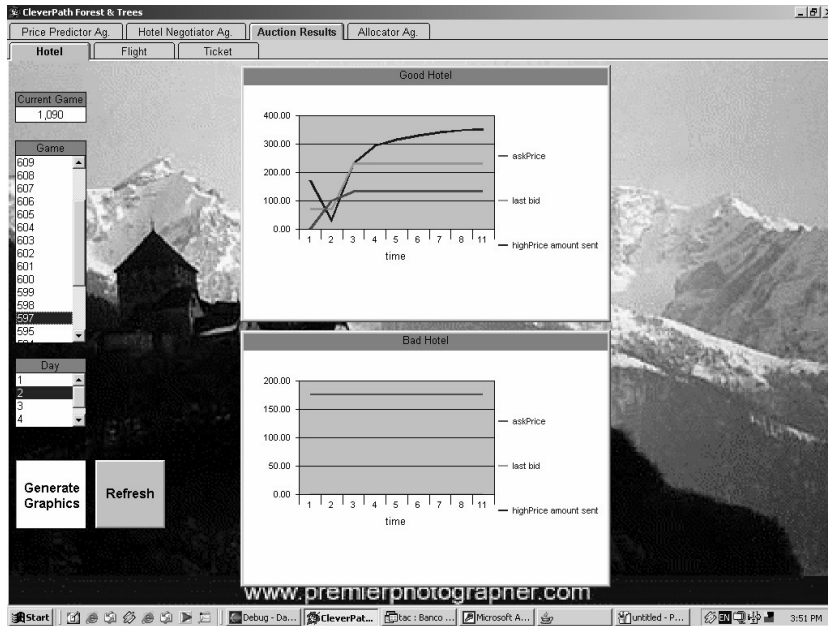 CleverPath Forest & Trees
Price Predictor Ag. Hotel Negotiator Ag. Auction Results Allocator Ag.
Hotel Flight Ticket
Current Game
1,090
Game
609
608
607
606
605
604
603
602
601
600
599
598
597
595
Day
1
2
3
4
Generate
Graphics
Refresh
Good Hotel
400.00
300.00
200.00
100.00
0.00
1 2 3 4 5 6 7 8 11
time
askPrice
last bid
highPrice amount sent
Bad Hotel
200.00
150.00
100.00
50.00
0.00
1 2 3 4 5 6 7 8 11
time
askPrice
last bid
highPrice amount sent
www.premierphotographer.com
Start Debug - Da... CleverPat... tac : Banco ... Microsoft A... untitled - P... EN 3:51 PM